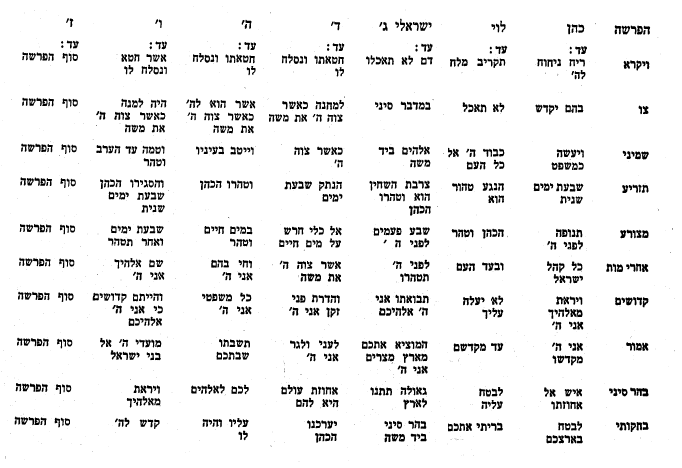 הפרשה כהן לוי ישראלי ג' ד' ה' ו' ז'
עד: עד: עד: עד: עד: עד:
ויקרא ריח ניחוח תקריב מלח דם לא תאכלו חטאתו ונסלח חטאתו ונסלח אשר חטא סוף הפרשה
לה' לו לו ונסלח לו
צו בהם יקדש לא תאכל במדבר סיני למחנה כאשר אשר הוא לה' היה למנה סוף הפרשה
צוה ה' את משה כאשר צוה ה' כאשר צוה ה'
את משה את משה
שמיני ויעשה כבוד ה' אל אלהים ביד כאשר צוה וייטב בעיניו וטמה עד הערב סוף הפרשה
כמשפט כל העם משה ה' וטהר
תזריע שבעת ימים הנגע טהור צרבת השחין הנתק שבעת וטהרו הכהן והסגירו הכהן סוף הפרשה
שנית הוא הוא וטהרו ימים שבעת ימים
הכהן שנית
מצורע תנופה הכהן וטהר שבע פעמים אל כלי חרש במים חיים שבעת ימים סוף הפרשה
לפני ה' לפני ה' על מים חיים וטהר ואחר תטהר
אחרי מות כל קהל ובעד העם לפני ה' אשר צוה ה' וחי בהם שם אלהיך סוף הפרשה
ישראל תטהרו את משה אני ה' אני ה'
קדושים ויראת לא יעלה תבואתו אני והדרת פני כל משפטי והייתם קדושים סוף הפרשה
מאלהיך עליך ה' אלהיכם זקן אני ה' אני ה' כי אני ה'
אני ה' אלהיכם
אמור אני ה' עד מקדשם המוציא אתכם לעני ולגר תשבתו מועדי ה' אל סוף הפרשה
מקדשו מארץ מצרים אני ה' שבתכם בני ישראל
אני ה'
בהר סיני איש אל לבטח גאולה תתנו אחוזת עולם לכם לאלהים ויראת סוף הפרשה
אחוזתו עליה לארץ היא להם מאלהיך
בחקותי לבטח בריתי אתכם בהר סיני יערכנו עליו והיה קדש לה' סוף הפרשה
בארצכם ביד משה הכהן לו